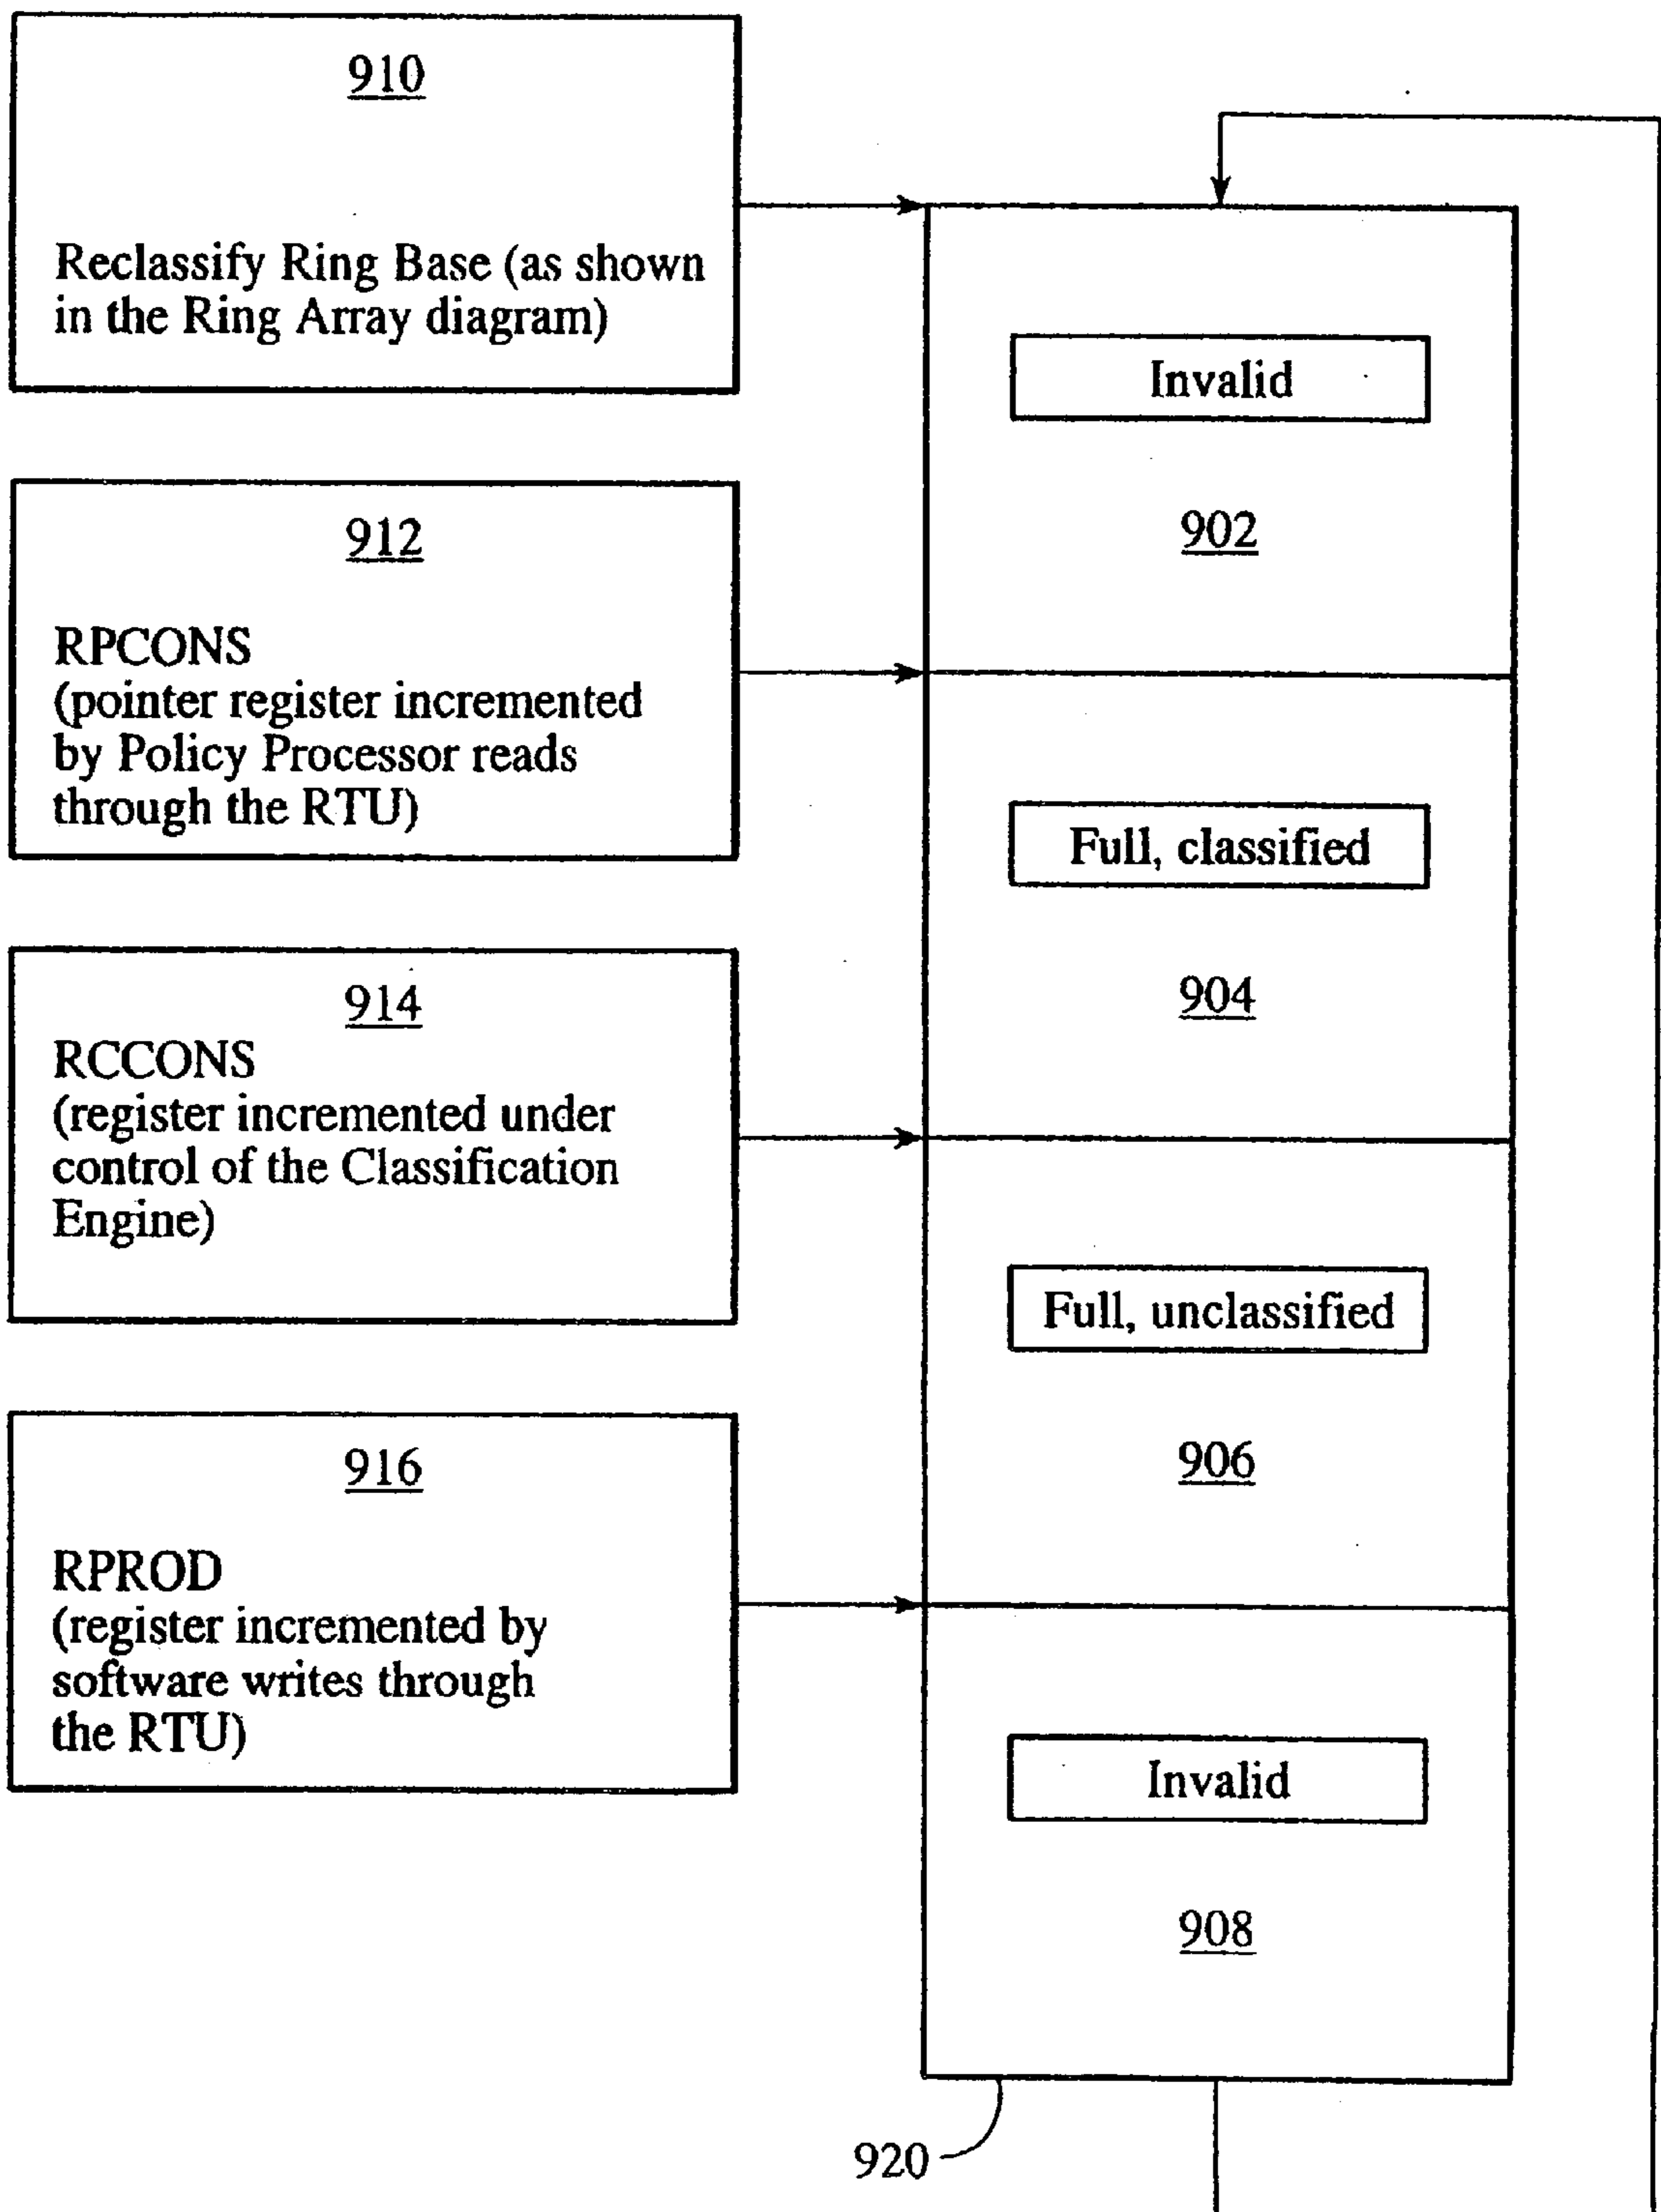 910
Reclassify Ring Base (as shown
in the Ring Array diagram)
912
RPCONS
(pointer register incremented
by Policy Processor reads
through the RTU)
914
RCCONS
(register incremented under
control of the Classification
Engine)
916
RPROD
(register incremented by
software writes through
the RTU)
Invalid
902
Full, classified
904
Full, unclassified
906
Invalid
908
920